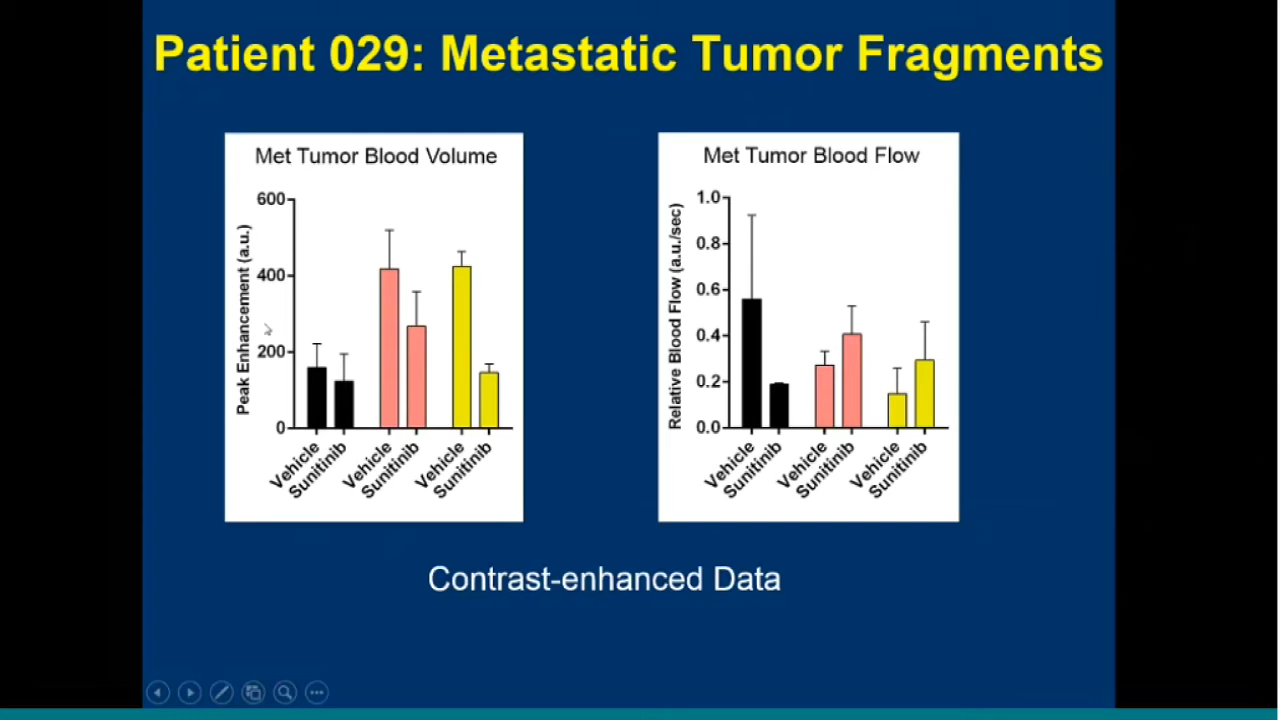 Patient 029: Metastatic Tumor Fragments
Met Tumor Blood Volume
Peak Enhancement (a.u.)
600
400
200
0
Vehicle
Sunitinib
Vehicle
Sunitinib
Vehicle
Sunitinib
Met Tumor Blood Flow
Relative Blood Flow (a.u./sec)
1.0
0.8
0.6
0.4
0.2
0.0
Vehicle
Sunitinib
Vehicle
Sunitinib
Vehicle
Sunitinib
Contrast-enhanced Data